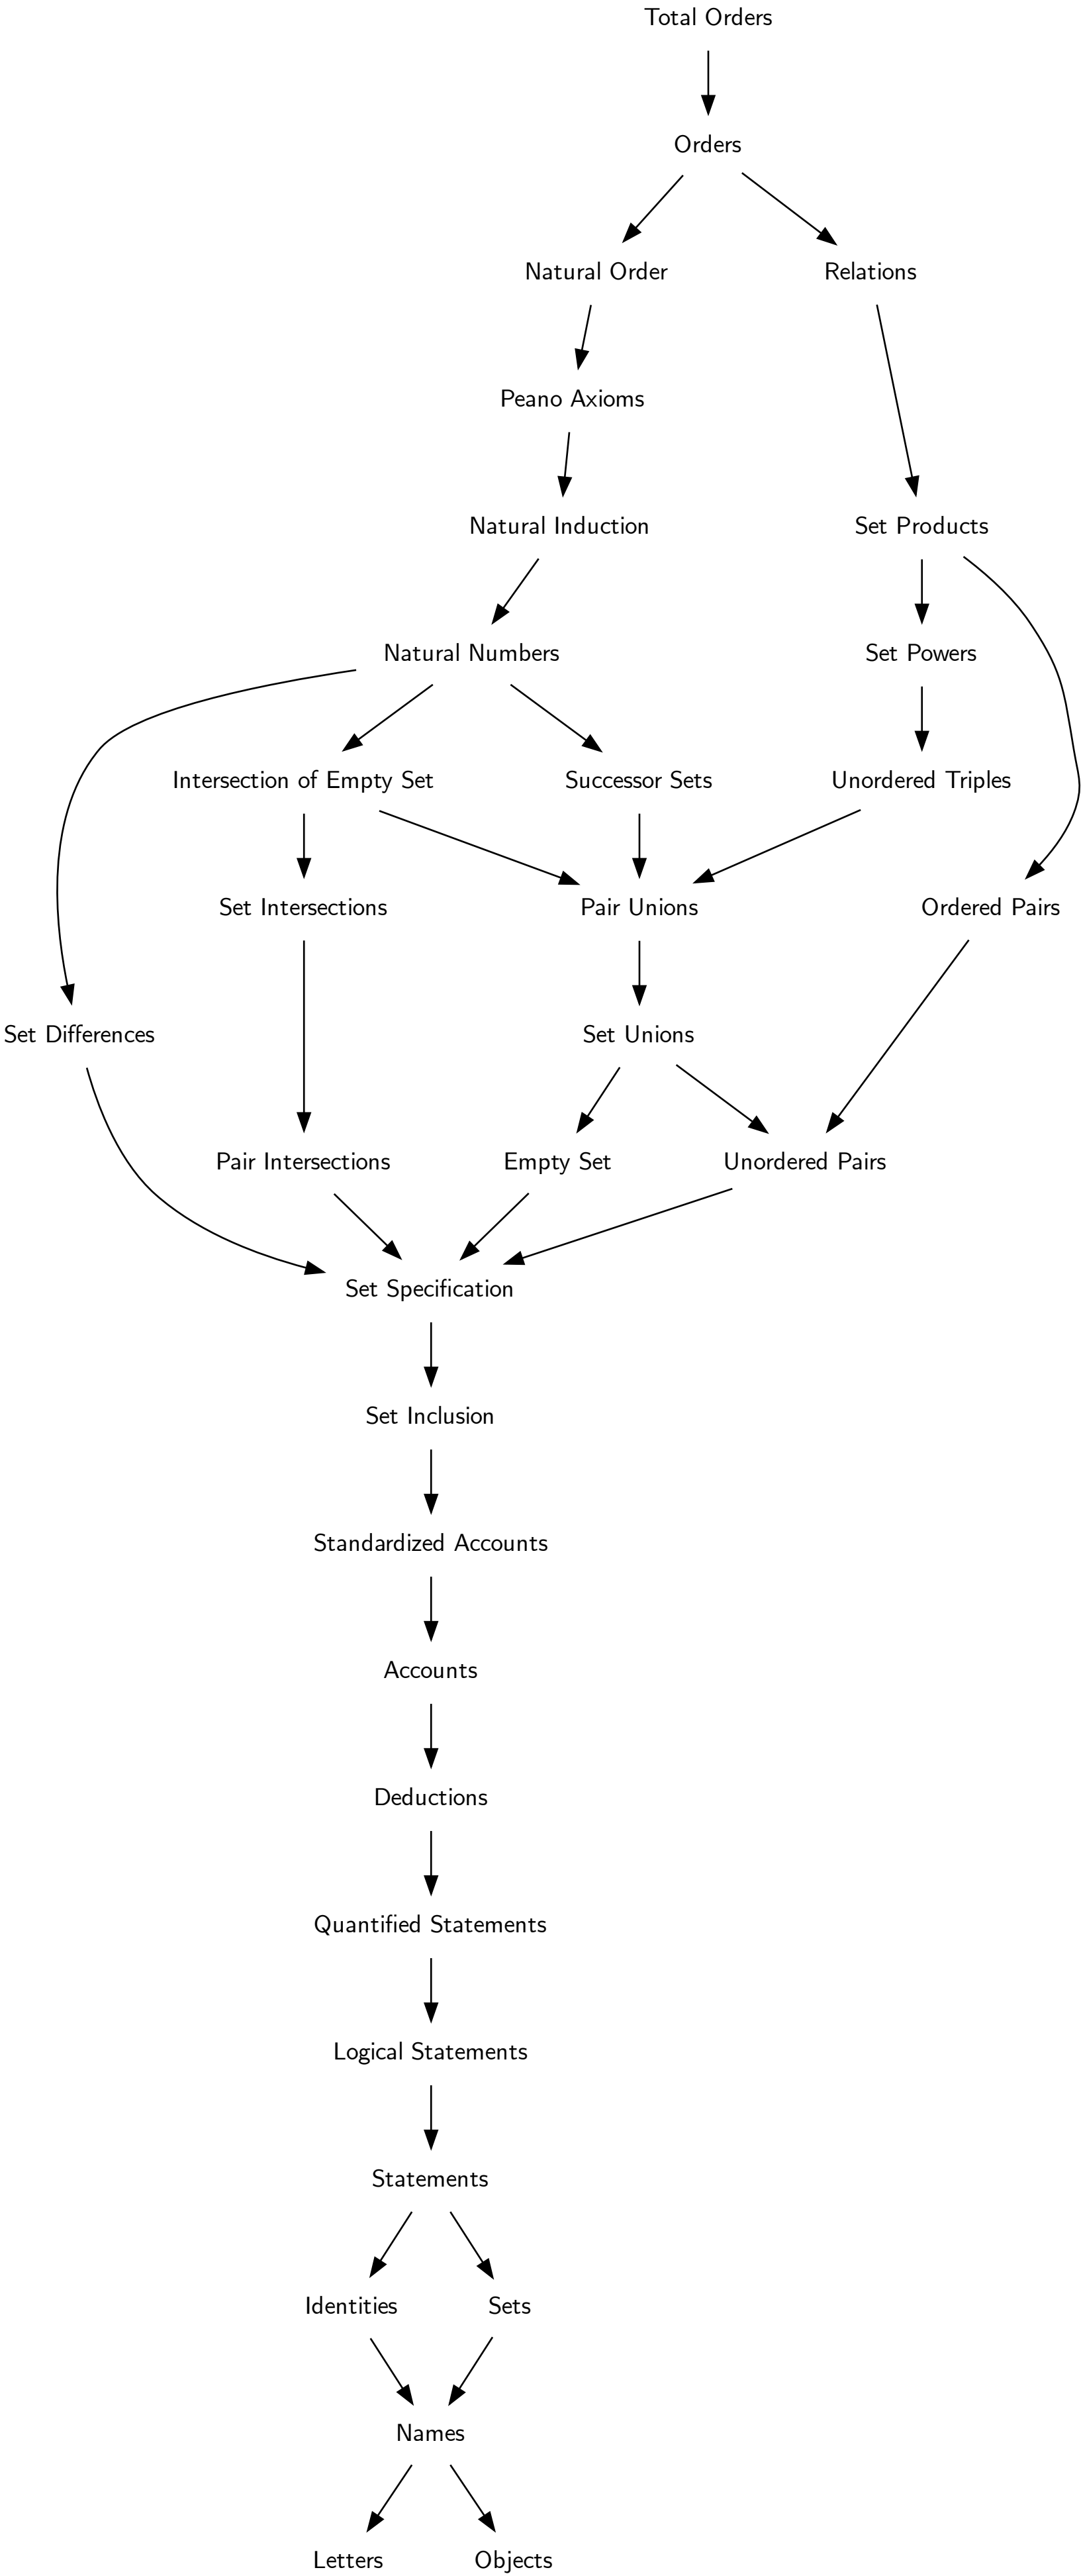 Total Orders
Orders
Natural Order
Relations
Peano Axioms
Natural Induction
Set Products
Natural Numbers
Set Powers
Intersection of Empty Set
Successor Sets
Unordered Triples
Set Intersections
Pair Unions
Ordered Pairs
Set Differences
Set Unions
Pair Intersections
Empty Set
Unordered Pairs
Set Specification
Set Inclusion
Standardized Accounts
Accounts
Deductions
Quantified Statements
Logical Statements
Statements
Identities
Sets
Names
Letters
Objects